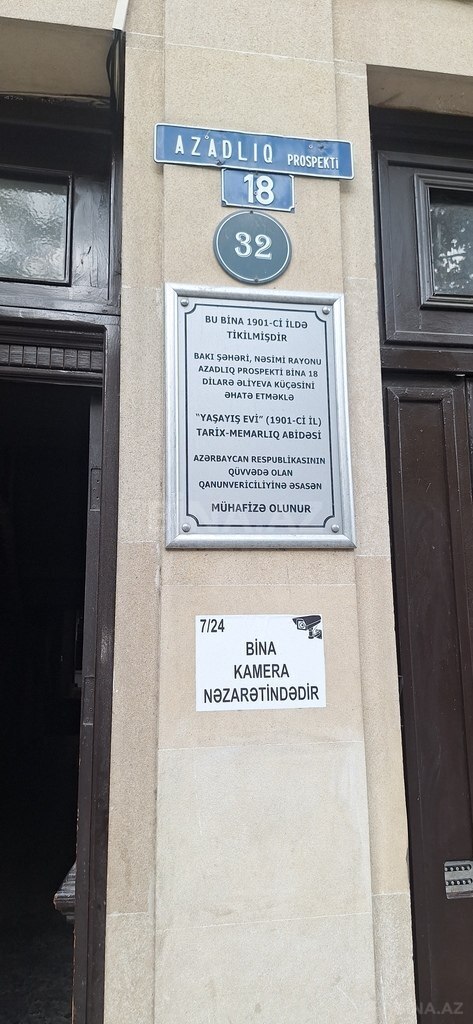 AZADLIQ PROSPEKTİ
18
32
BU BİNA 1901-Cİ İLDƏ
TİKİLMİŞDİR
BAKI ŞƏHƏRİ, NƏSİMİ RAYONU
AZADLIQ PROSPEKTİ BİNA 18
DİLARƏ ƏLİYEVA KÜÇƏSİNİ
ƏHATƏ ETMƏKLƏ
"YAŞAYIŞ EVİ" (1901-Cİ İL)
TARİX-MEMARLIQ ABİDƏSİ
AZƏRBAYCAN RESPUBLİKASININ
QÜVVƏDƏ OLAN
QANUNVERİCİLİYİNƏ ƏSASƏN
MÜHAFİZƏ OLUNUR
7/24
BİNA
KAMERA
NƏZARƏTİNDƏDİR
BINA.AZ